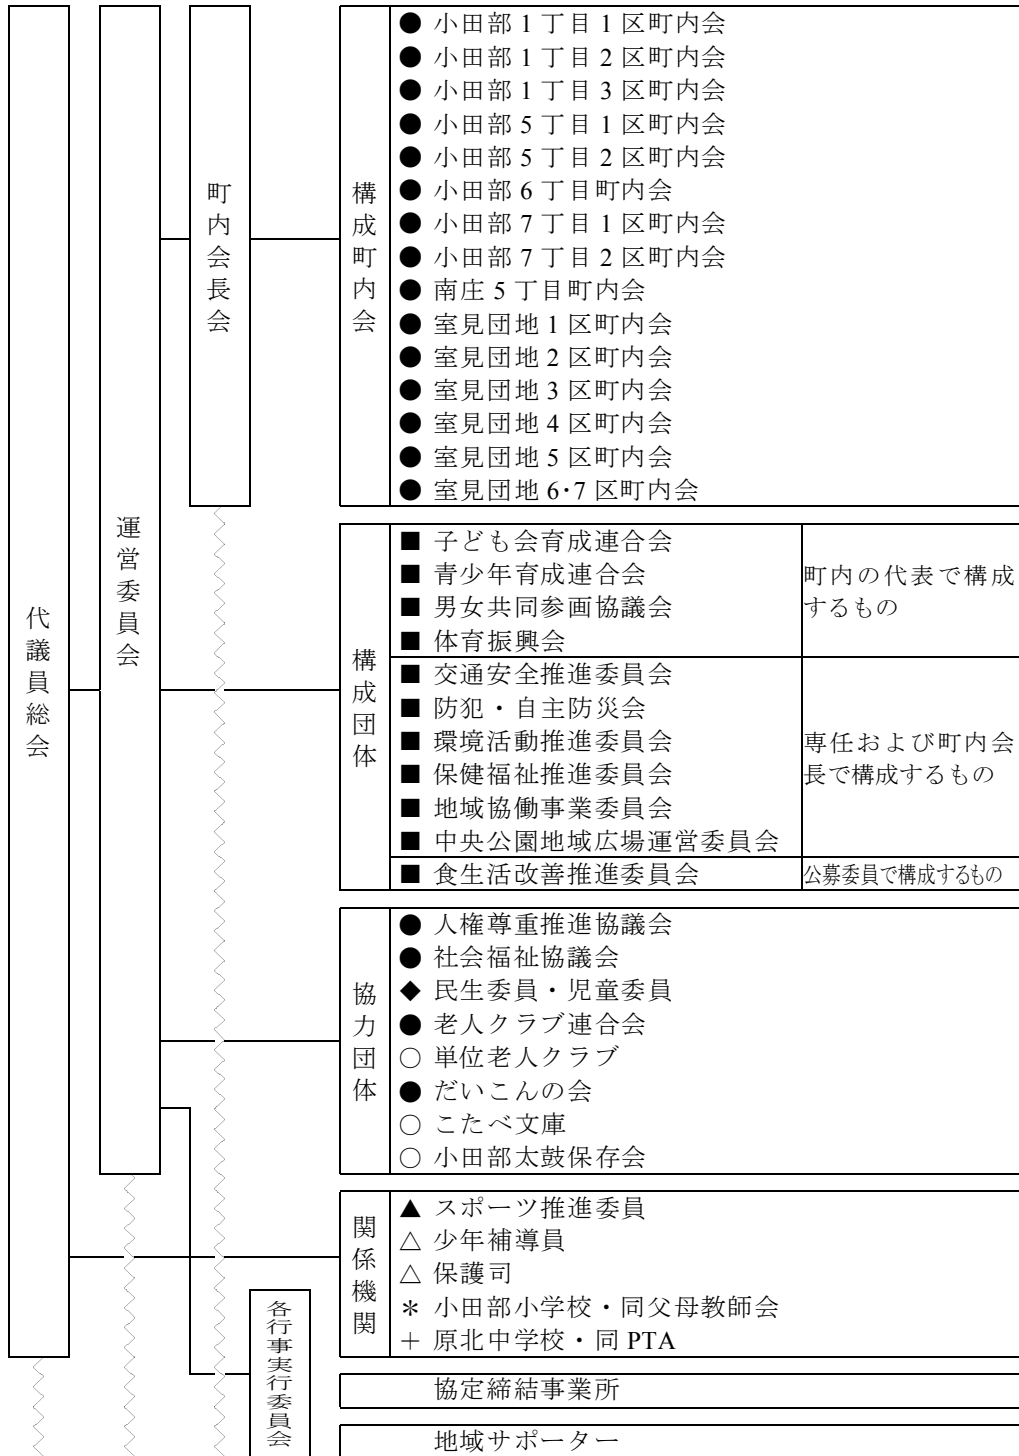 代議員総会
運営委員会
町内会長会
構成町内会
● 小田部 1 丁目 1 区町内会
● 小田部 1 丁目 2 区町内会
● 小田部 1 丁目 3 区町内会
● 小田部 5 丁目 1 区町内会
● 小田部 5 丁目 2 区町内会
● 小田部 6 丁目町内会
● 小田部 7 丁目 1 区町内会
● 小田部 7 丁目 2 区町内会
● 南庄 5 丁目町内会
● 室見団地 1 区町内会
● 室見団地 2 区町内会
● 室見団地 3 区町内会
● 室見団地 4 区町内会
● 室見団地 5 区町内会
● 室見団地 6・7 区町内会
構成団体
■ 子ども会育成連合会
■ 青少年育成連合会
■ 男女共同参画協議会
■ 体育振興会
町内の代表で構成
するもの
■ 交通安全推進委員会
■ 防犯・自主防災会
■ 環境活動推進委員会
■ 保健福祉推進委員会
■ 地域協働事業委員会
■ 中央公園地域広場運営委員会
専任および町内会
長で構成するもの
■ 食生活改善推進委員会
公募委員で構成するもの
協力団体
● 人権尊重推進協議会
● 社会福祉協議会
◆ 民生委員・児童委員
● 老人クラブ連合会
○ 単位老人クラブ
● だいこんの会
○ こたべ文庫
○ 小田部太鼓保存会
関係機関
▲ スポーツ推進委員
△ 少年補導員
△ 保護司
＊ 小田部小学校・同父母教師会
＋ 原北中学校・同 PTA
各行事実行委員会
協定締結事業所
地域サポーター